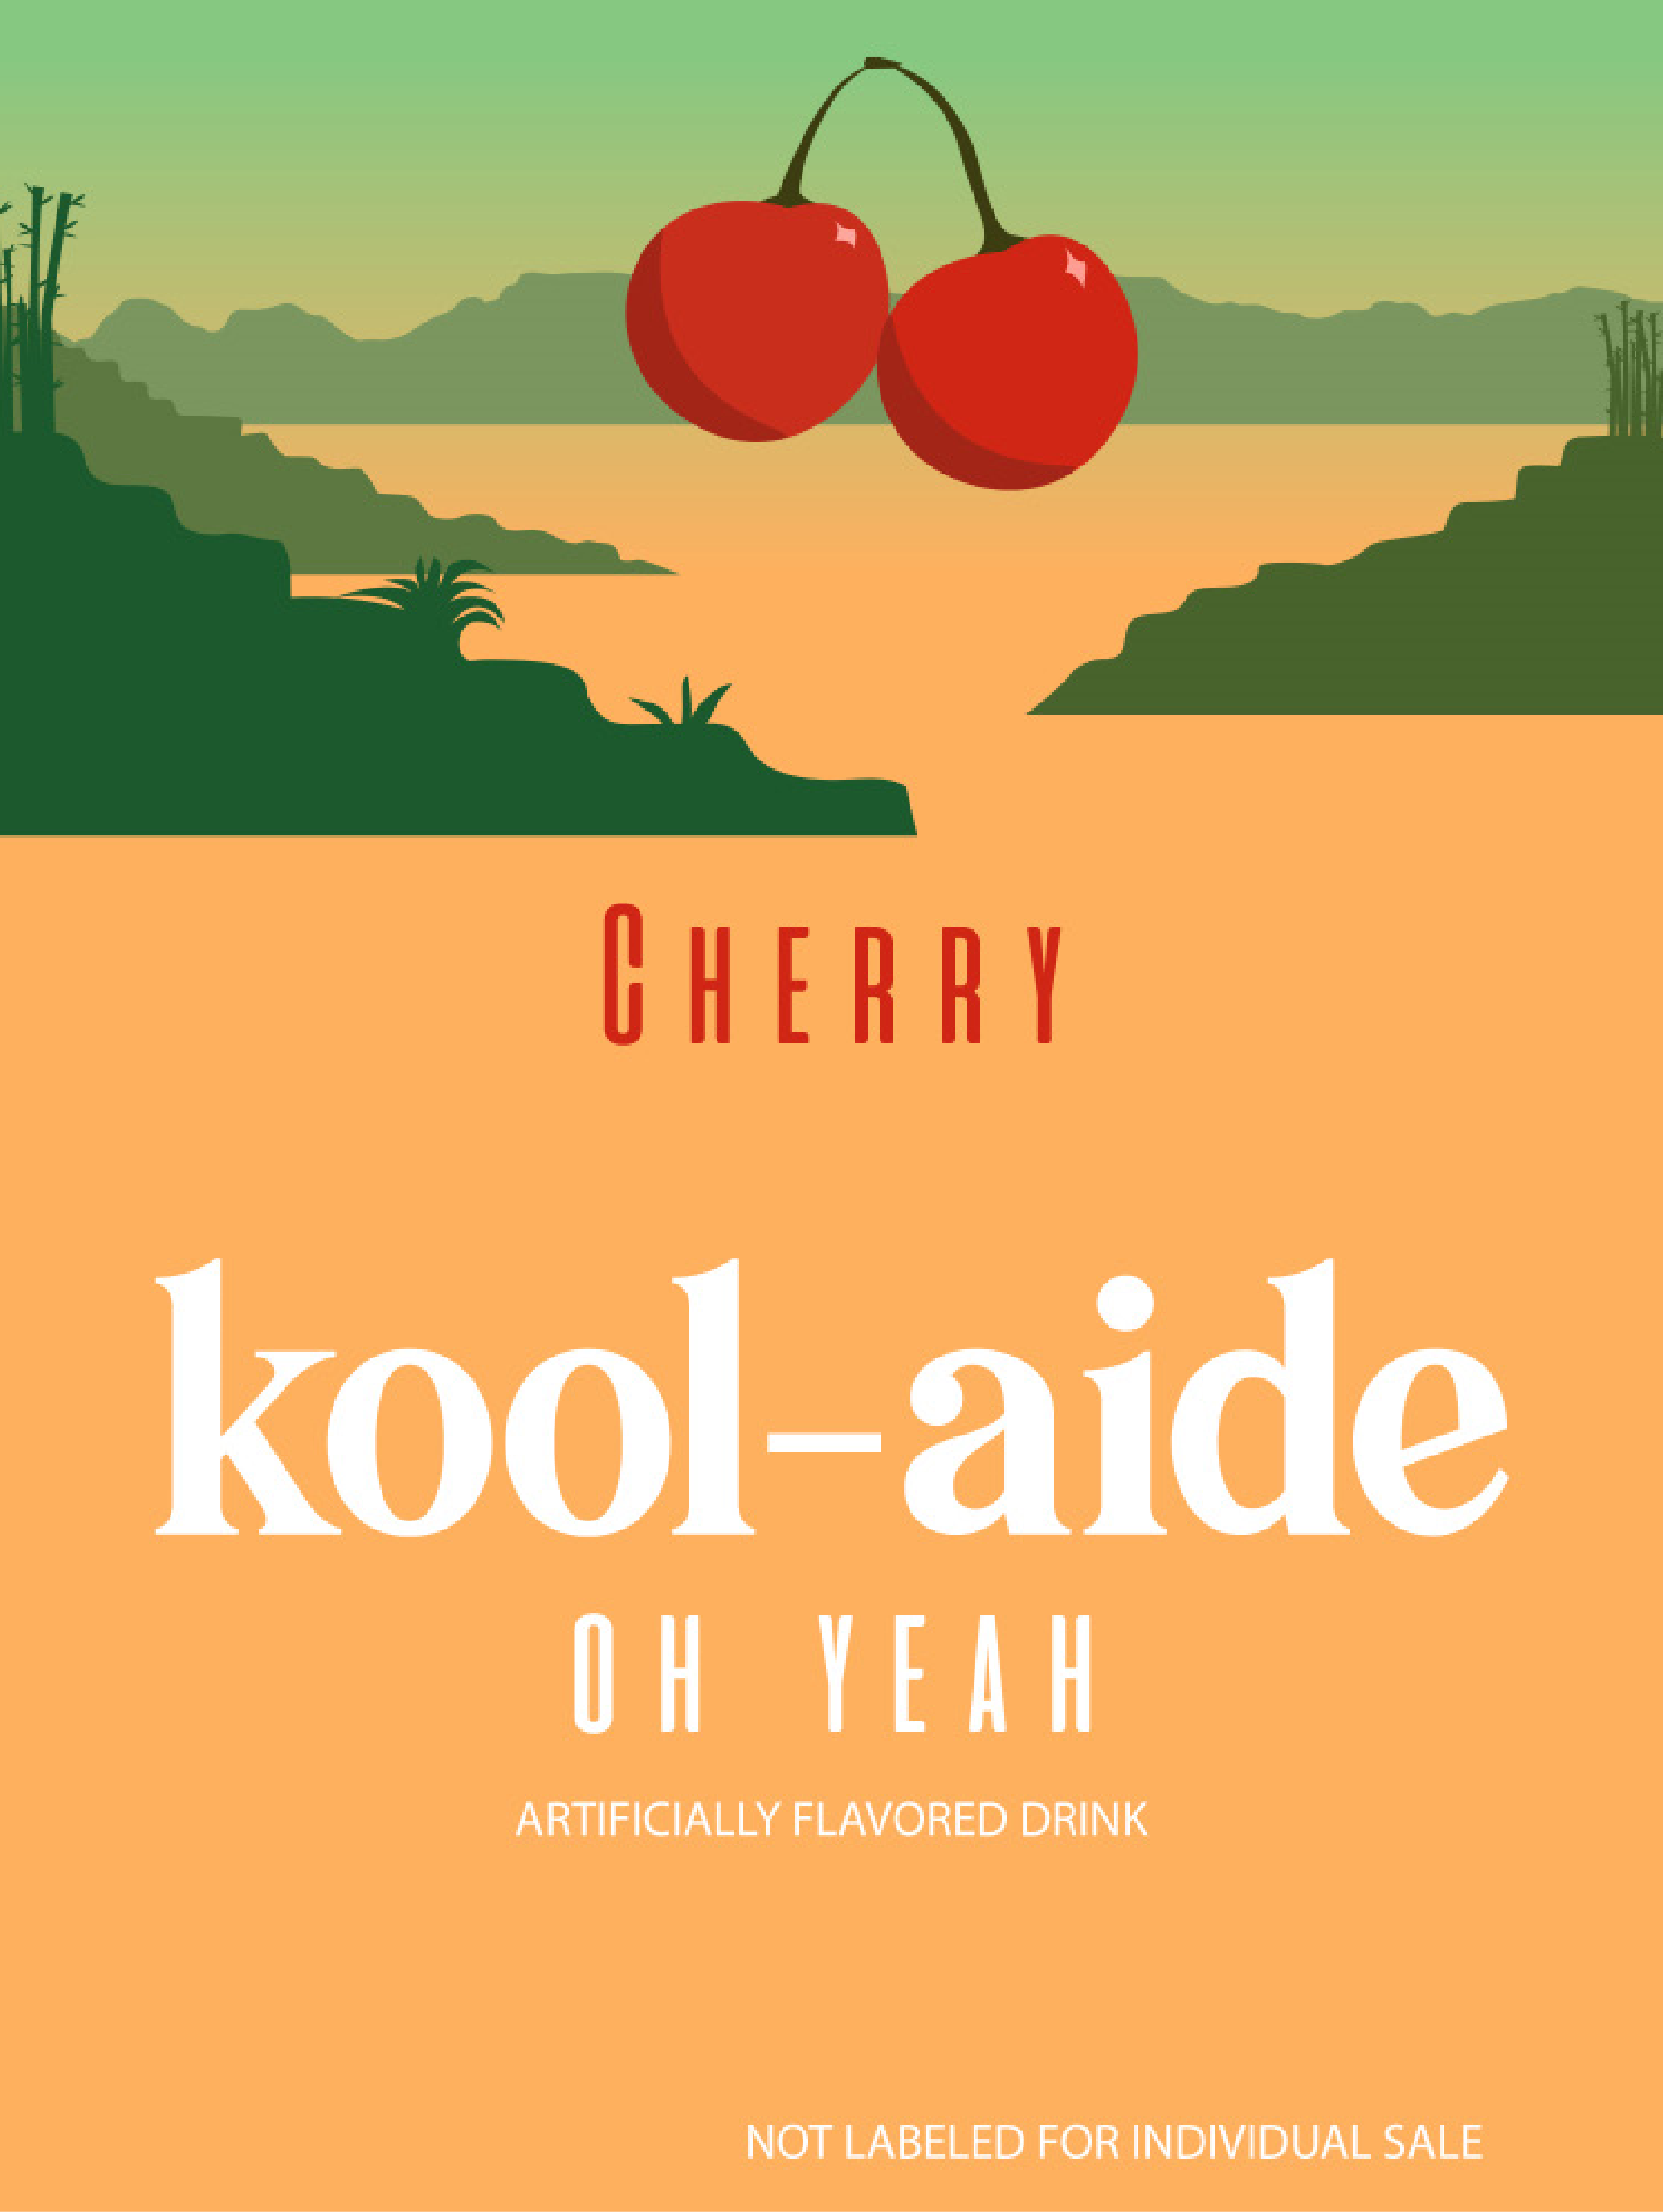 Cherry
kool-aide
OH YEAH
ARTIFICIALLY FLAVORED DRINK
NOT LABELED FOR INDIVIDUAL SALE